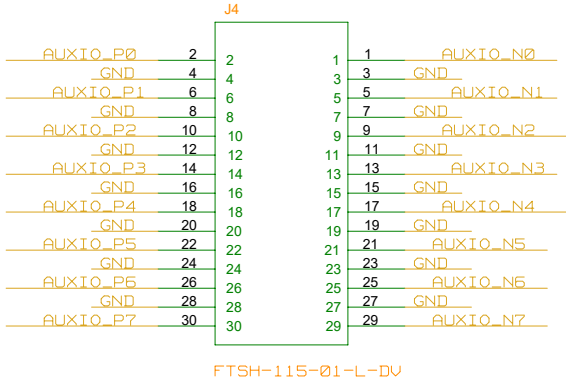 J4
AUXIO_P0 2 2 1 1 AUXIO_N0
GND 4 4 3 3 GND
AUXIO_P1 6 6 5 5 AUXIO_N1
GND 8 8 7 7 GND
AUXIO_P2 10 10 9 9 AUXIO_N2
GND 12 12 11 11 GND
AUXIO_P3 14 14 13 13 AUXIO_N3
GND 16 16 15 15 GND
AUXIO_P4 18 18 17 17 AUXIO_N4
GND 20 20 19 19 GND
AUXIO_P5 22 22 21 21 AUXIO_N5
GND 24 24 23 23 GND
AUXIO_P6 26 26 25 25 AUXIO_N6
GND 28 28 27 27 GND
AUXIO_P7 30 30 29 29 AUXIO_N7
FTSH-115-01-L-DV